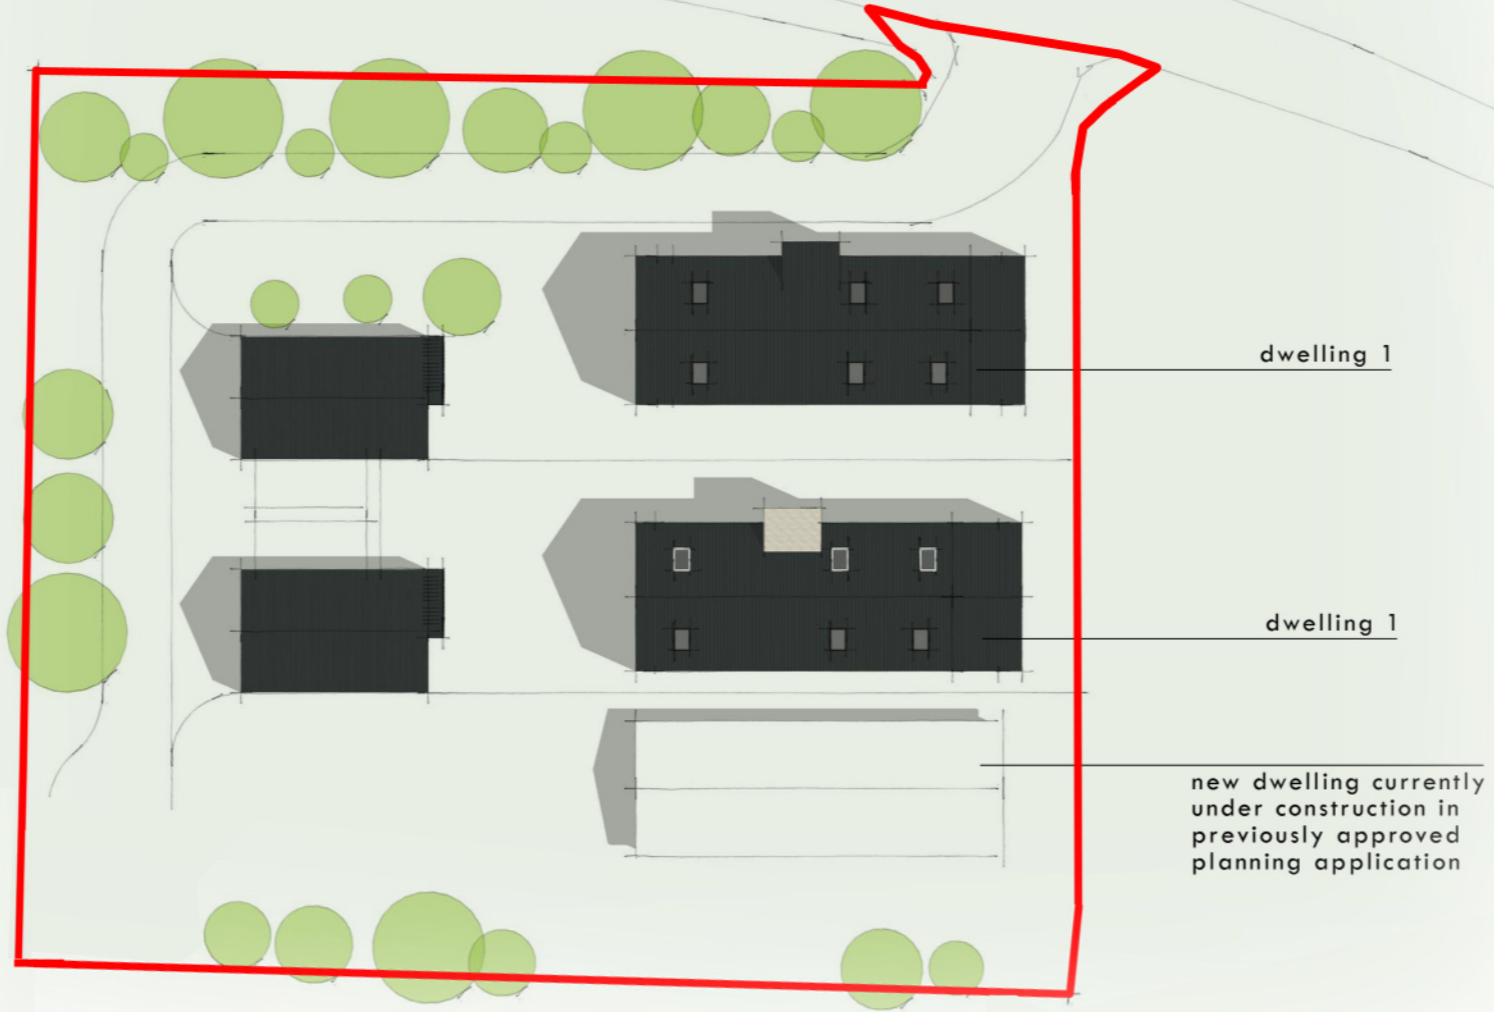 dwelling 1
dwelling 1
new dwelling currently
under construction in
previously approved
planning application